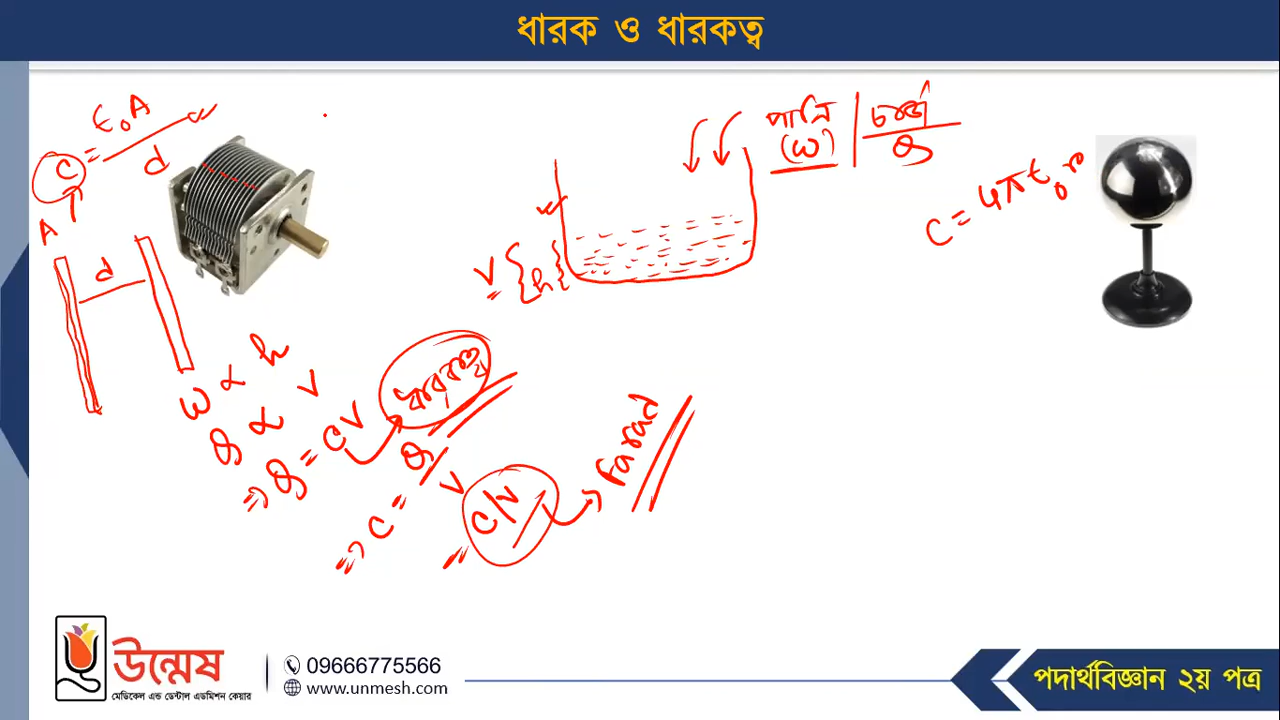 ধারক ও ধারকত্ব
C = ε₀A / d
A
d
পানি
(W)
চার্জ
Q
V
h
C = 4πε₀r
W ∝ h
Q ∝ V
⇒ Q = CV
ধারকত্ব
⇒ C = Q/V
= C/V
Farad
উন্মেষ
মেডিকেল এন্ড ডেন্টাল এডমিশন কেয়ার
09666775566
www.unmesh.com
পদার্থবিজ্ঞান ২য় পত্র